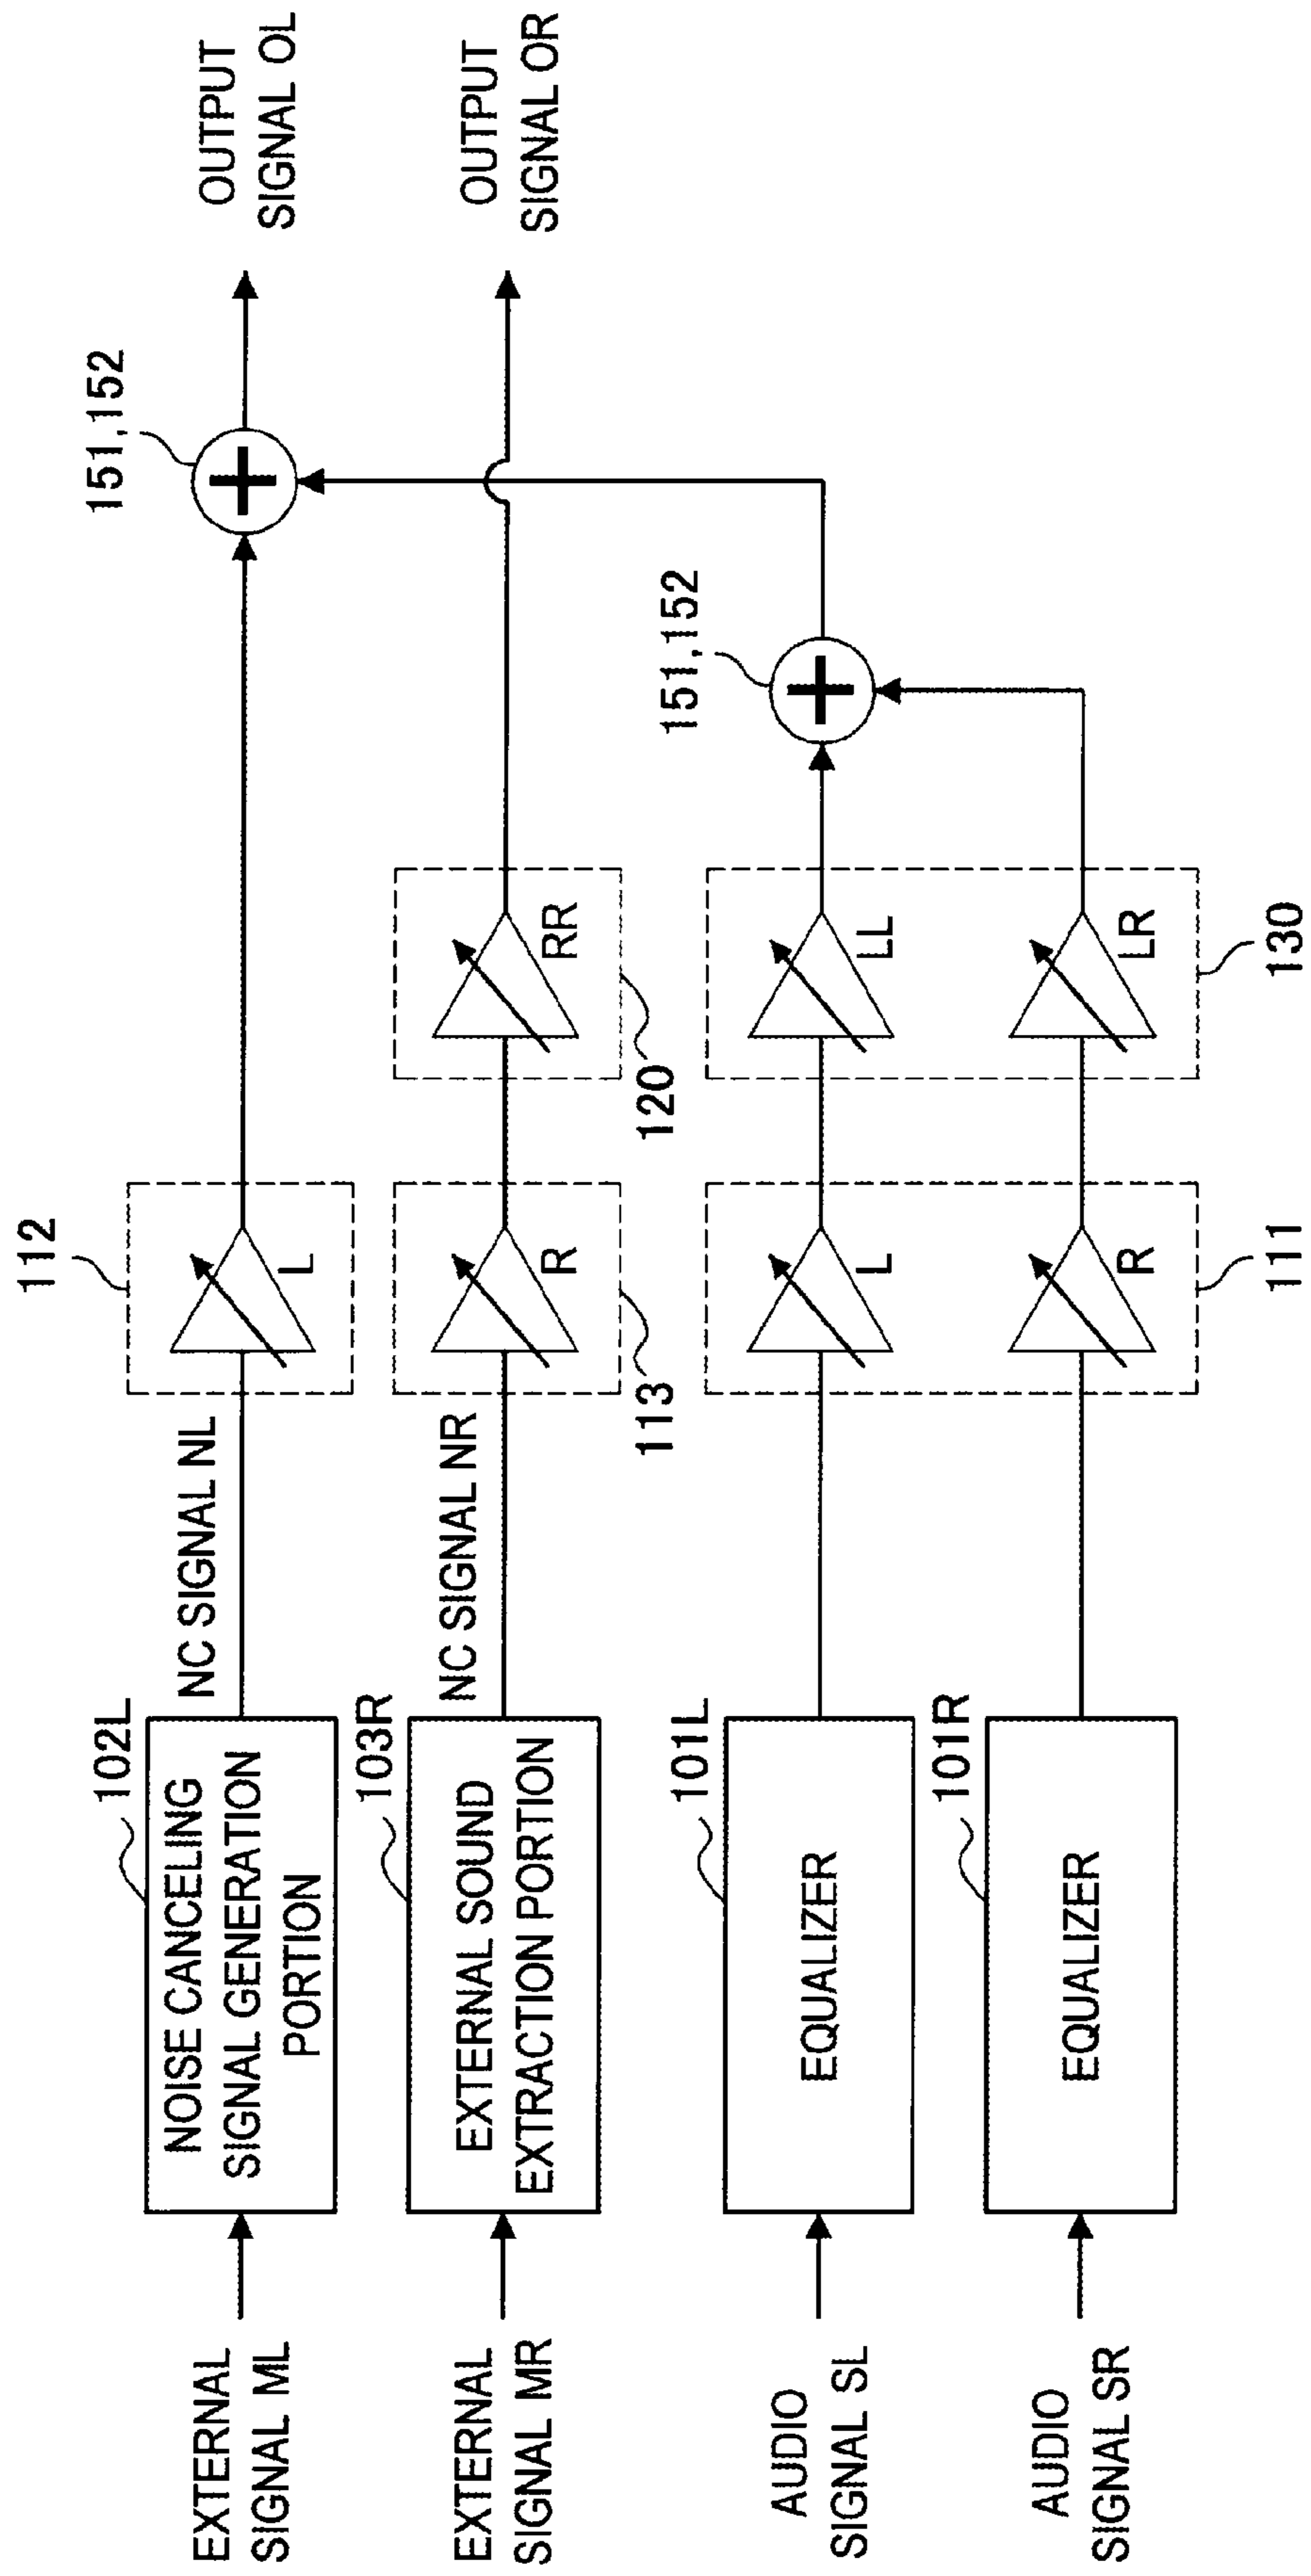 EXTERNAL
SIGNAL ML
102L
NOISE CANCELING
SIGNAL GENERATION
PORTION
NC SIGNAL NL
112
L
151,152
OUTPUT
SIGNAL OL
EXTERNAL
SIGNAL MR
103R
EXTERNAL SOUND
EXTRACTION PORTION
NC SIGNAL NR
113
R
120
RR
OUTPUT
SIGNAL OR
AUDIO
SIGNAL SL
101L
EQUALIZER
L
LL
151,152
AUDIO
SIGNAL SR
101R
EQUALIZER
R
111
LR
130